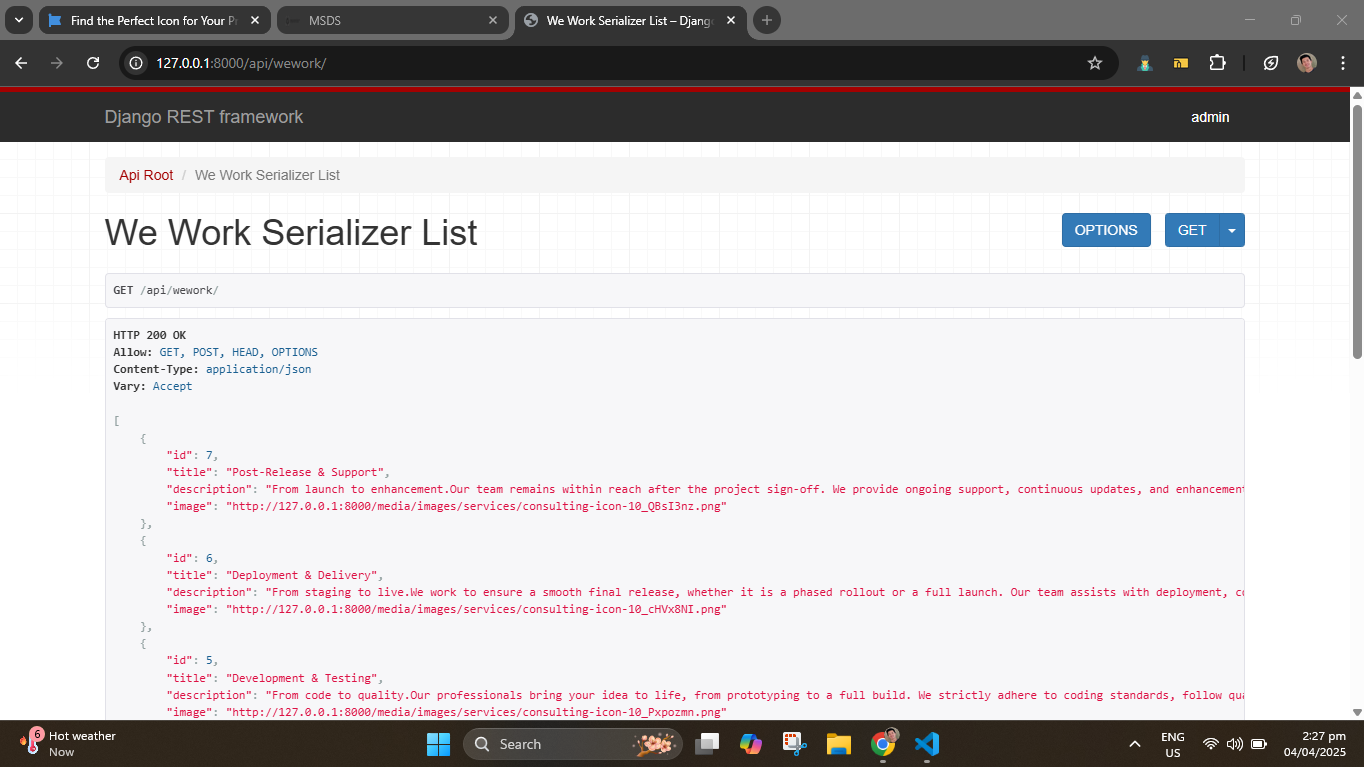 Find the Perfect Icon for Your Pr
MSDS
We Work Serializer List – Djang
127.0.0.1:8000/api/wework/
Django REST framework
admin
Api Root / We Work Serializer List
We Work Serializer List
OPTIONS
GET
GET /api/wework/
HTTP 200 OK
Allow: GET, POST, HEAD, OPTIONS
Content-Type: application/json
Vary: Accept
[
{
"id": 7,
"title": "Post-Release & Support",
"description": "From launch to enhancement.Our team remains within reach after the project sign-off. We provide ongoing support, continuous updates, and enhancement
"image": "http://127.0.0.1:8000/media/images/services/consulting-icon-10_QBsI3nz.png"
},
{
"id": 6,
"title": "Deployment & Delivery",
"description": "From staging to live.We work to ensure a smooth final release, whether it is a phased rollout or a full launch. Our team assists with deployment, co
"image": "http://127.0.0.1:8000/media/images/services/consulting-icon-10_cHVx8NI.png"
},
{
"id": 5,
"title": "Development & Testing",
"description": "From code to quality.Our professionals bring your idea to life, from prototyping to a full build. We strictly adhere to coding standards, follow qua
"image": "http://127.0.0.1:8000/media/images/services/consulting-icon-10_Pxpozmn.png"
6
Hot weather
Now
Search
ENG
US
2:27 pm
04/04/2025